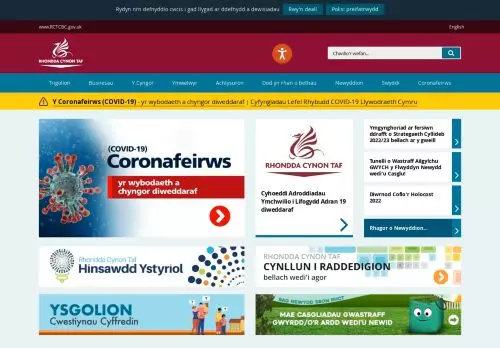 Rydyn ni'n defnyddio cwcis i gad llygad ar ddefnydd a dewisiadau
Rwy'n deall
Polisi preifatrwydd
www.RCTCBC.gov.uk
English
RHONDDA CYNON TAF
Chwilio'r wefan...
Trigolion
Busnesau
Y Cyngor
Ymwelwyr
Achlysuron
Dod yn rhan o bethau
Newyddion
Swyddi
Coronafeirws
Y Coronafeirws (COVID-19) - yr wybodaeth a chyngor diweddaraf | Cyfyngiadau Lefel Rhybudd COVID-19 Llywodraeth Cymru
(COVID-19)
Coronafeirws
yr wybodaeth a
chyngor diweddaraf
RHONDDA CYNON TAF
Cyhoeddi Adroddiadau
Ymchwilio i Lifogydd Adran 19
diweddaraf
Ymgynghoriad ar fersiwn
ddrafft o Strategaeth Cyllideb
2022/23 bellach ar y gweill
Tunelli o Wastraff Ailgylchu
GWYCH y Flwyddyn Newydd
wedi'u Casglu!
Diwrnod Cofio'r Holocost
2022
Rhagor o Newyddion...
Rhondda Cynon Taf
Hinsawdd Ystyriol
RHONDDA CYNON TAF
CYNLLUN I RADDEDIGION
bellach wedi'i agor
YSGOLION
Cwestiynau Cyffredin
MAE CASGLIADAU GWASTRAFF
GWYRDD/O'R ARDD WEDI'U NEWID